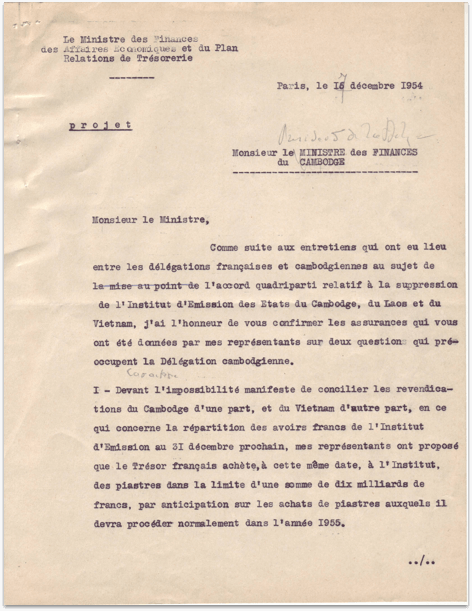 Le Ministre des Finances
des Affaires Economiques et du Plan
Relations de Trésorerie
Paris, le 17 décembre 1954
projet
Monsieur le MINISTRE des FINANCES
du CAMBODGE
Monsieur le Ministre,
Comme suite aux entretiens qui ont eu lieu
entre les délégations françaises et cambodgiennes au sujet de
la mise au point de l'accord quadriparti relatif à la suppression
de l'Institut d'Emission des Etats du Cambodge, du Laos et du
Vietnam, j'ai l'honneur de vous confirmer les assurances qui vous
ont été données par mes représentants sur deux questions qui pré-
occupent la Délégation cambodgienne.
I - Devant l'impossibilité manifeste de concilier les revendica-
tions du Cambodge d'une part, et du Vietnam d'autre part, en ce
qui concerne la répartition des avoirs francs de l'Institut
d'Emission au 31 décembre prochain, mes représentants ont proposé
que le Trésor français achète, à cette même date, à l'Institut,
des piastres dans la limite d'une somme de dix milliards de
francs, par anticipation sur les achats de piastres auxquels il
devra procéder normalement dans l'année 1955.
../..